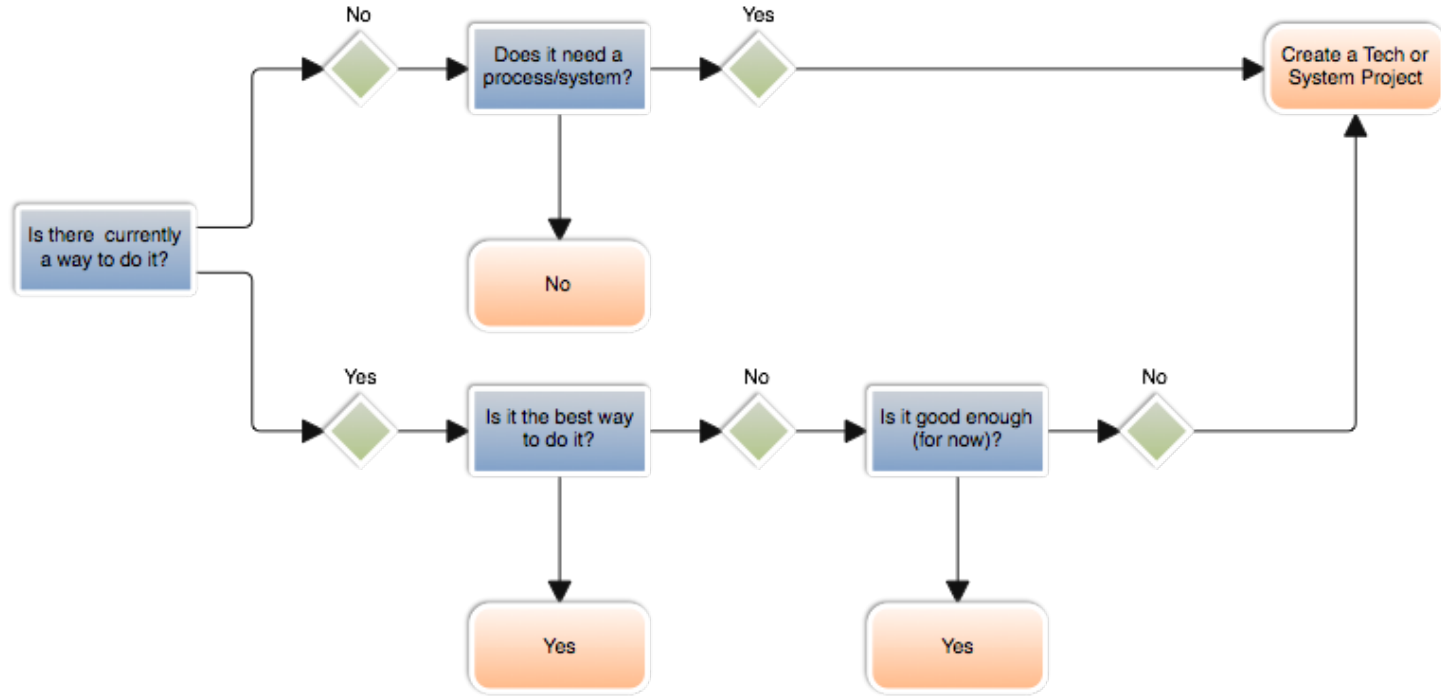 No
Does it need a
process/system?
Yes
Create a Tech or
System Project
Is there  currently
a way to do it?
No
Yes
Is it the best way
to do it?
No
Is it good enough
(for now)?
No
Yes
Yes